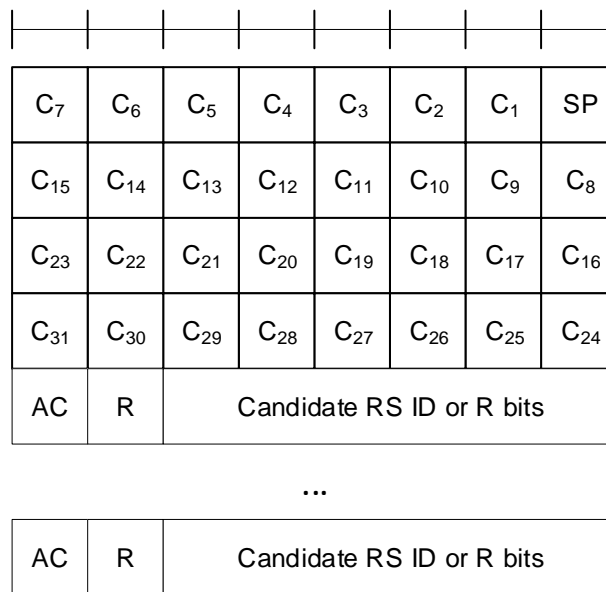 C₇ C₆ C₅ C₄ C₃ C₂ C₁ SP
C₁₅ C₁₄ C₁₃ C₁₂ C₁₁ C₁₀ C₉ C₈
C₂₃ C₂₂ C₂₁ C₂₀ C₁₉ C₁₈ C₁₇ C₁₆
C₃₁ C₃₀ C₂₉ C₂₈ C₂₇ C₂₆ C₂₅ C₂₄
AC R Candidate RS ID or R bits
...
AC R Candidate RS ID or R bits